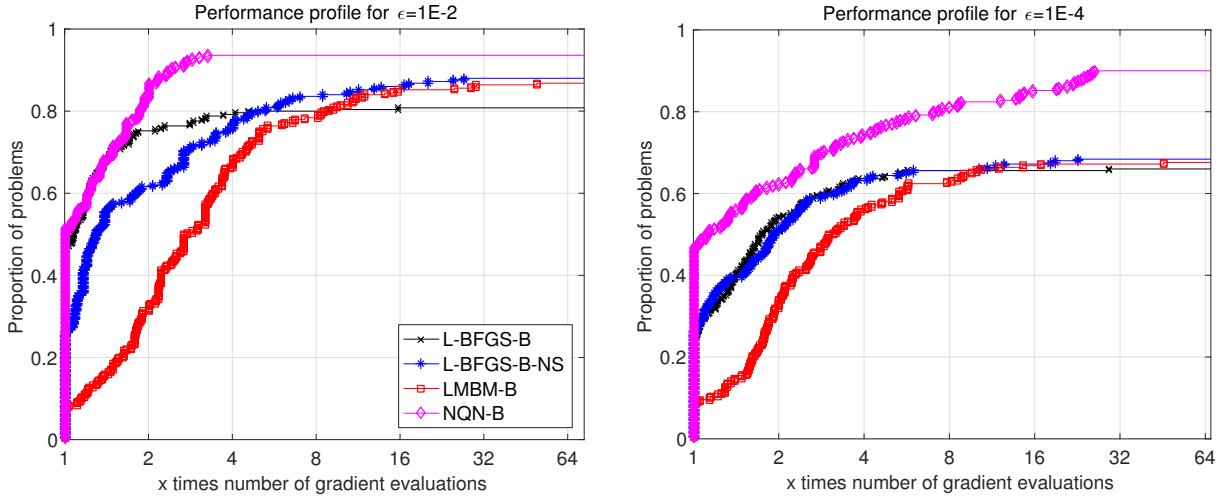 Performance profile for ϵ=1E-2
1
0.8
0.6
0.4
0.2
0
Proportion of problems
1 2 4 8 16 32 64
x times number of gradient evaluations
L-BFGS-B
L-BFGS-B-NS
LMBM-B
NQN-B
Performance profile for ϵ=1E-4
1
0.8
0.6
0.4
0.2
0
Proportion of problems
1 2 4 8 16 32 64
x times number of gradient evaluations